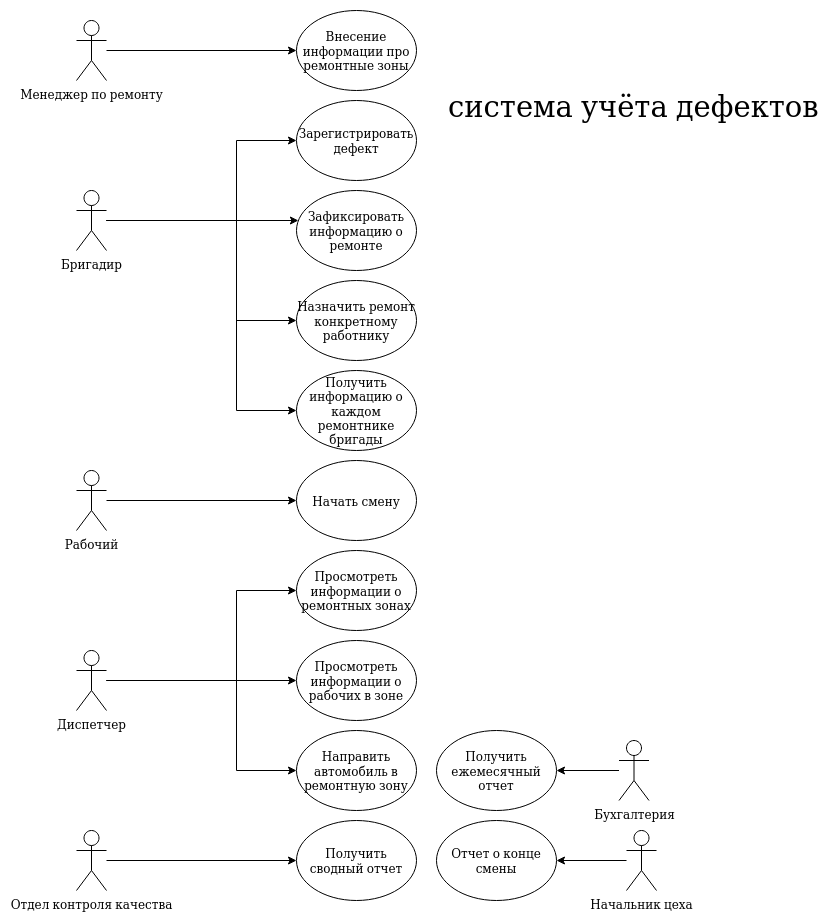 Внесение
информации про
ремонтные зоны
Менеджер по ремонту
система учёта дефектов
Зарегистрировать
дефект
Зафиксировать
информацию о
ремонте
Бригадир
Назначить ремонт
конкретному
работнику
Получить
информацию о
каждом
ремонтнике
бригады
Начать смену
Рабочий
Просмотреть
информации о
ремонтных зонах
Просмотреть
информации о
рабочих в зоне
Диспетчер
Направить
автомобиль в
ремонтную зону
Получить
ежемесячный
отчет
Бухгалтерия
Получить
сводный отчет
Отчет о конце
смены
Отдел контроля качества
Начальник цеха